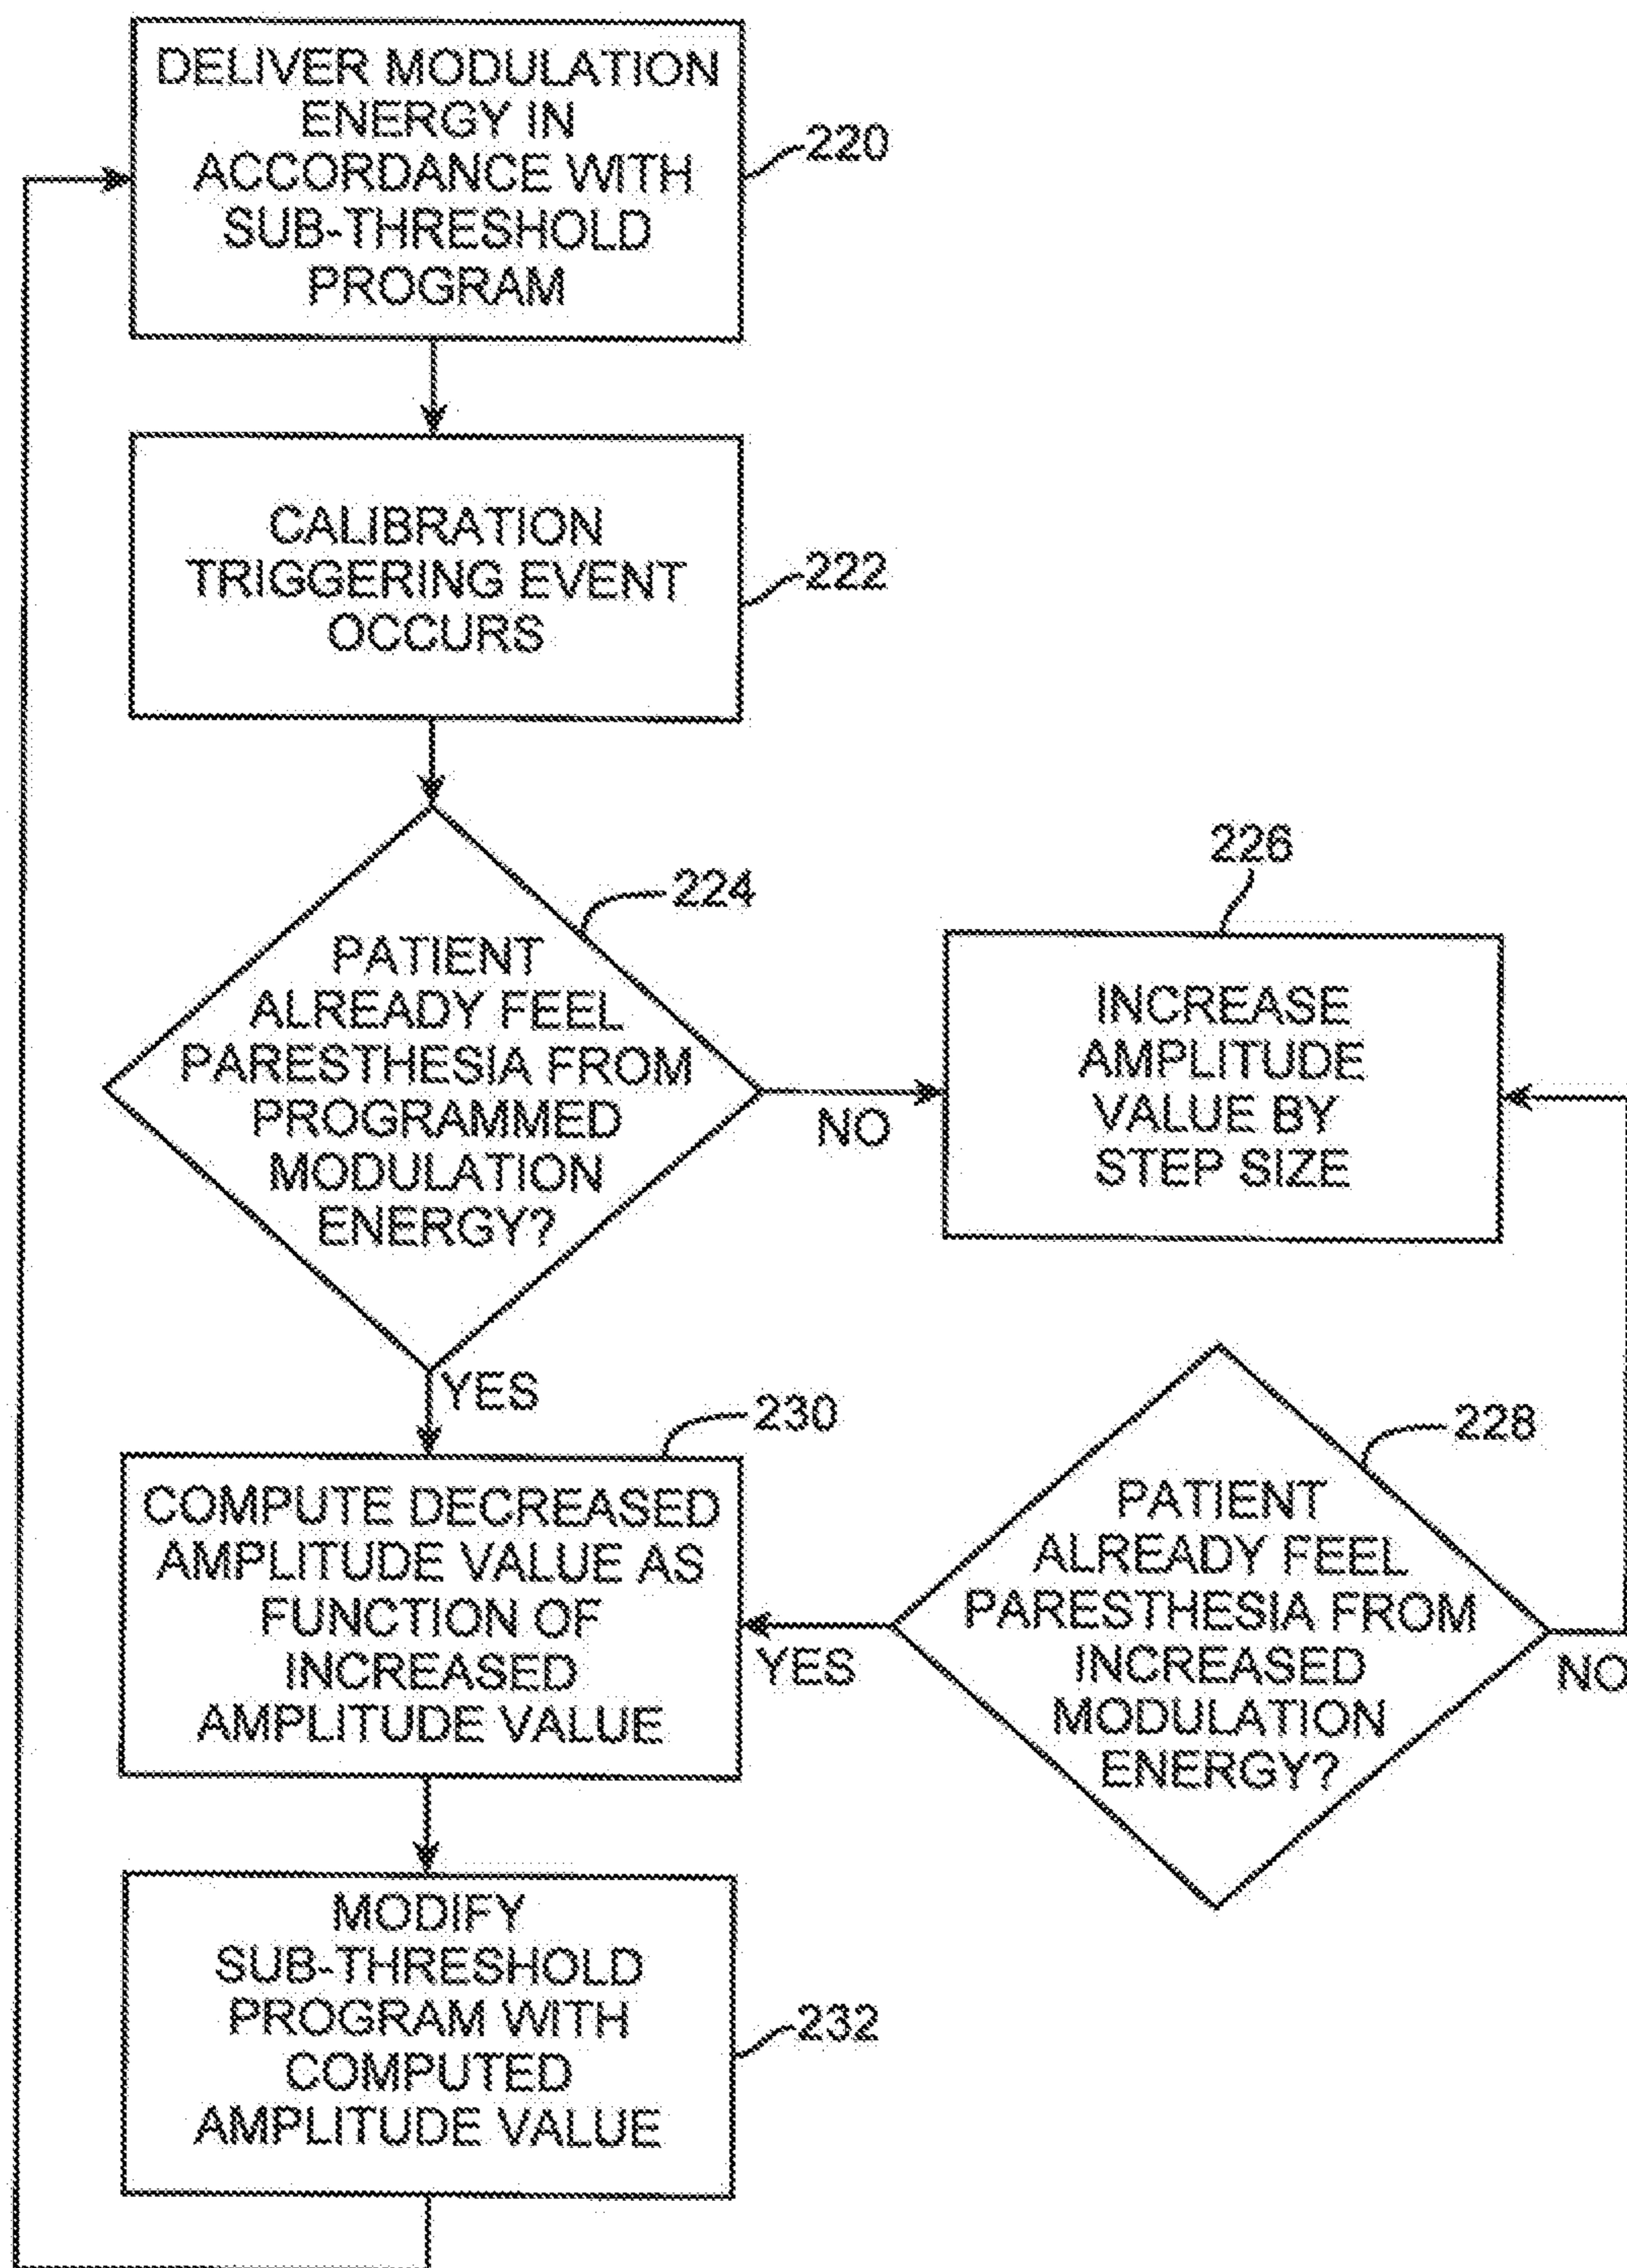 DELIVER MODULATION
ENERGY IN
ACCORDANCE WITH
SUB-THRESHOLD
PROGRAM
220
CALIBRATION
TRIGGERING EVENT
OCCURS
222
224
PATIENT
ALREADY FEEL
PARESTHESIA FROM
PROGRAMMED
MODULATION
ENERGY?
NO
YES
226
INCREASE
AMPLITUDE
VALUE BY
STEP SIZE
228
PATIENT
ALREADY FEEL
PARESTHESIA FROM
INCREASED
MODULATION
ENERGY?
NO
YES
230
COMPUTE DECREASED
AMPLITUDE VALUE AS
FUNCTION OF
INCREASED
AMPLITUDE VALUE
MODIFY
SUB-THRESHOLD
PROGRAM WITH
COMPUTED
AMPLITUDE VALUE
232